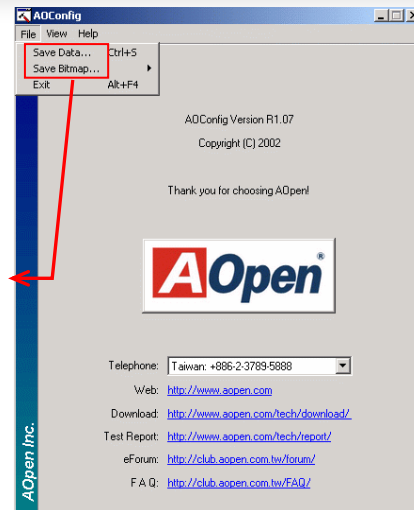 AOConfig
File View Help
Save Data... Ctrl+S
Save Bitmap...
Exit Alt+F4
AOConfig Version R1.07
Copyright (C) 2002
Thank you for choosing AOpen!
AOpen®
Telephone: Taiwan: +886-2-3789-5888
Web: http://www.aopen.com
Download: http://www.aopen.com/tech/download/
Test Report: http://www.aopen.com/tech/report/
eForum: http://club.aopen.com.tw/forum/
F A Q: http://club.aopen.com.tw/FAQ/
AOpen Inc.